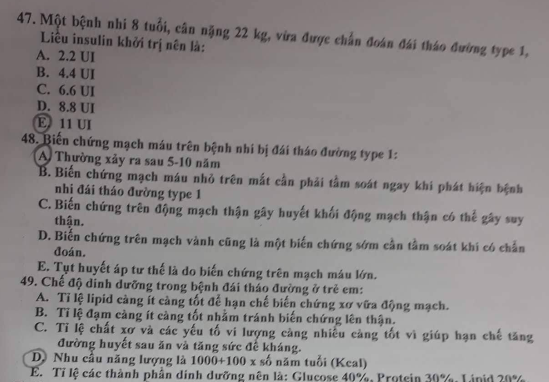 47. Một bệnh nhi 8 tuổi, cân nặng 22 kg, vừa được chẩn đoán đái tháo đường type 1,
Liều insulin khởi trị nên là:
A. 2.2 UI
B. 4.4 UI
C. 6.6 UI
D. 8.8 UI
E. 11 UI
48. Biến chứng mạch máu trên bệnh nhi bị đái tháo đường type 1:
A. Thường xảy ra sau 5-10 năm
B. Biến chứng mạch máu nhỏ trên mắt cần phải tầm soát ngay khi phát hiện bệnh
nhi đái tháo đường type 1
C. Biến chứng trên động mạch thận gây huyết khối động mạch thận có thể gây suy
thận.
D. Biến chứng trên mạch vành cũng là một biến chứng sớm cần tầm soát khi có chẩn
đoán.
E. Tụt huyết áp tư thế là do biến chứng trên mạch máu lớn.
49. Chế độ dinh dưỡng trong bệnh đái tháo đường ở trẻ em:
A. Tỉ lệ lipid càng ít càng tốt để hạn chế biến chứng xơ vữa động mạch.
B. Tỉ lệ đạm càng ít càng tốt nhằm tránh biến chứng lên thận.
C. Tỉ lệ chất xơ và các yếu tố vi lượng càng nhiều càng tốt vì giúp hạn chế tăng
đường huyết sau ăn và tăng sức đề kháng.
D. Nhu cầu năng lượng là 1000+100 x số năm tuổi (Kcal)
E. Tỉ lệ các thành phần dinh dưỡng nên là: Glucose 40%, Protein 30%, Lipid 20%